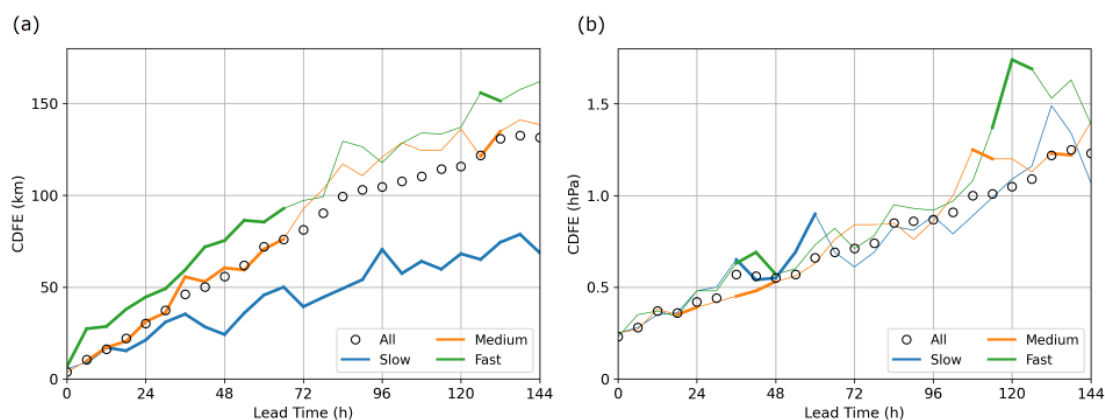 (a)
CDFE (km)
150
100
50
0
0 24 48 72 96 120 144
Lead Time (h)
All
Slow
Medium
Fast
(b)
CDFE (hPa)
1.5
1.0
0.5
0
0 24 48 72 96 120 144
Lead Time (h)
All
Slow
Medium
Fast